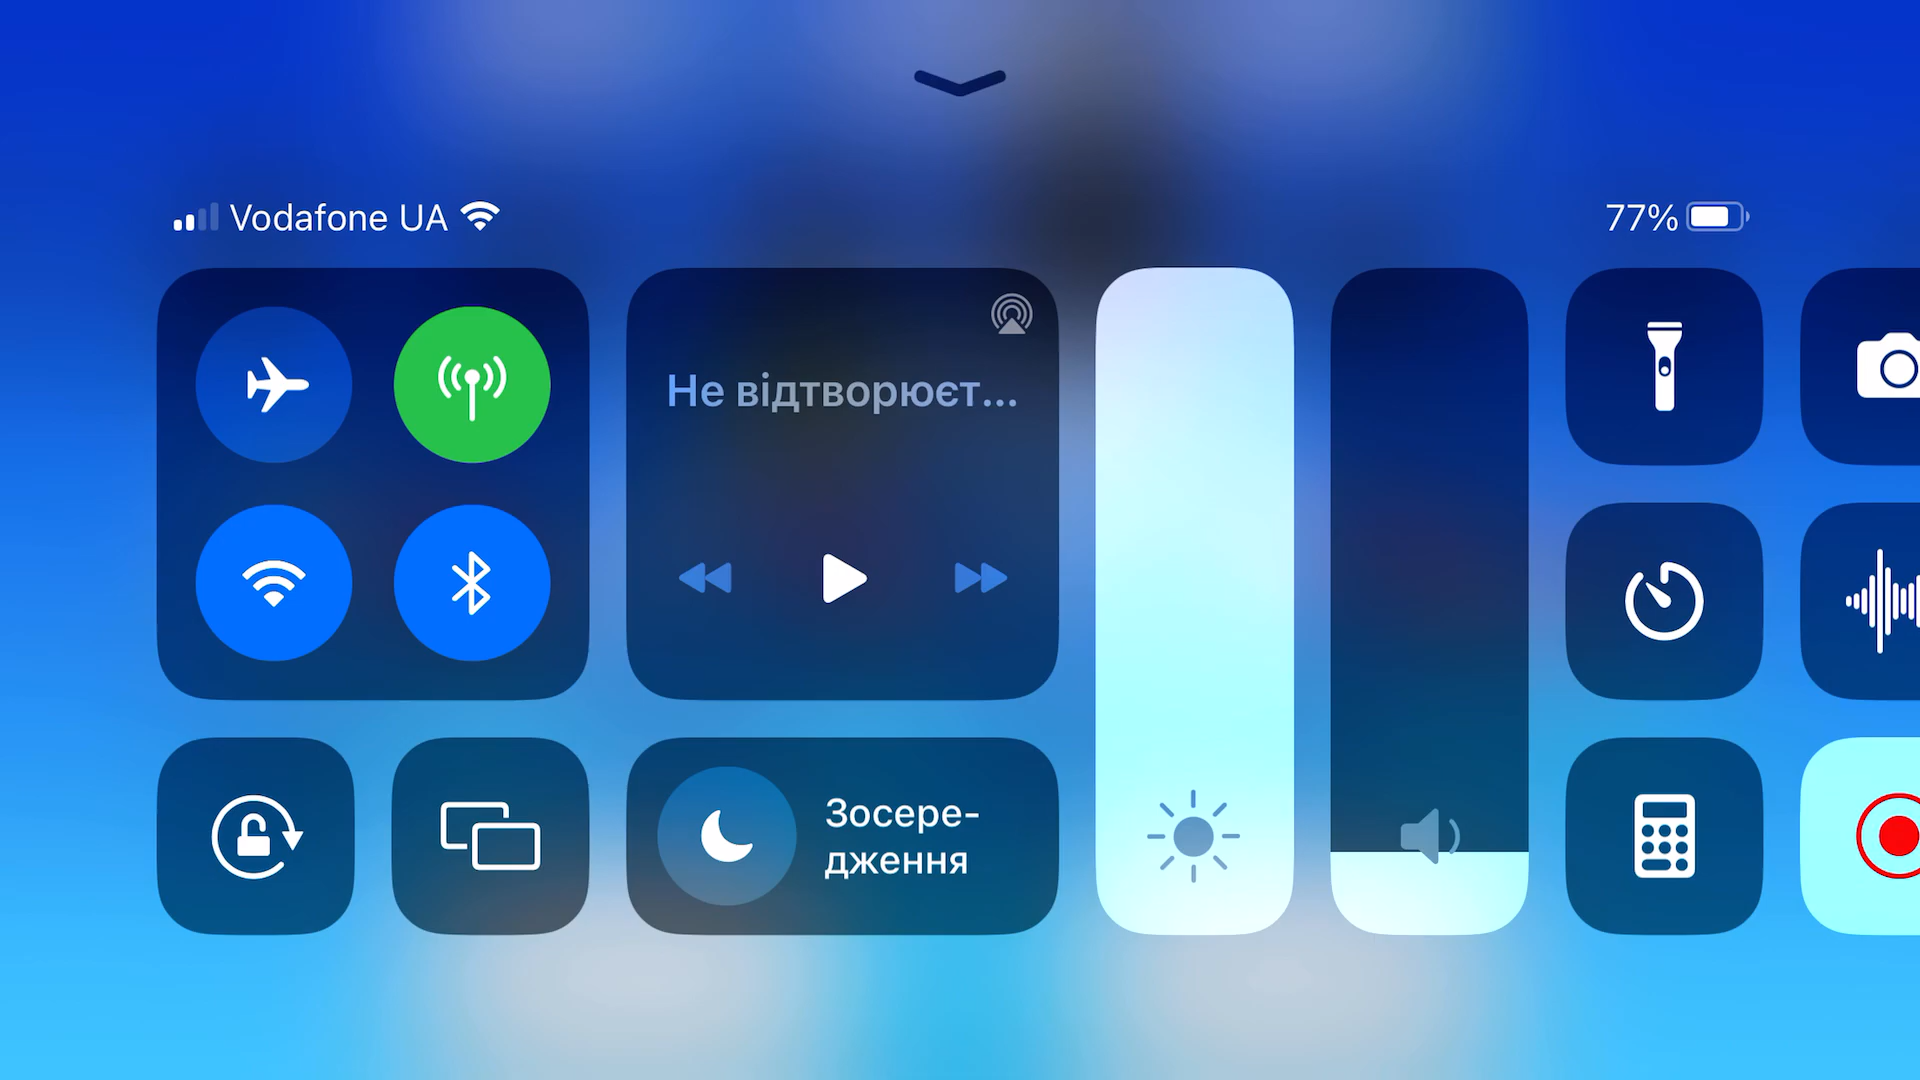 Vodafone UA
77%
Не відтворюєт...
Зосере-
дження